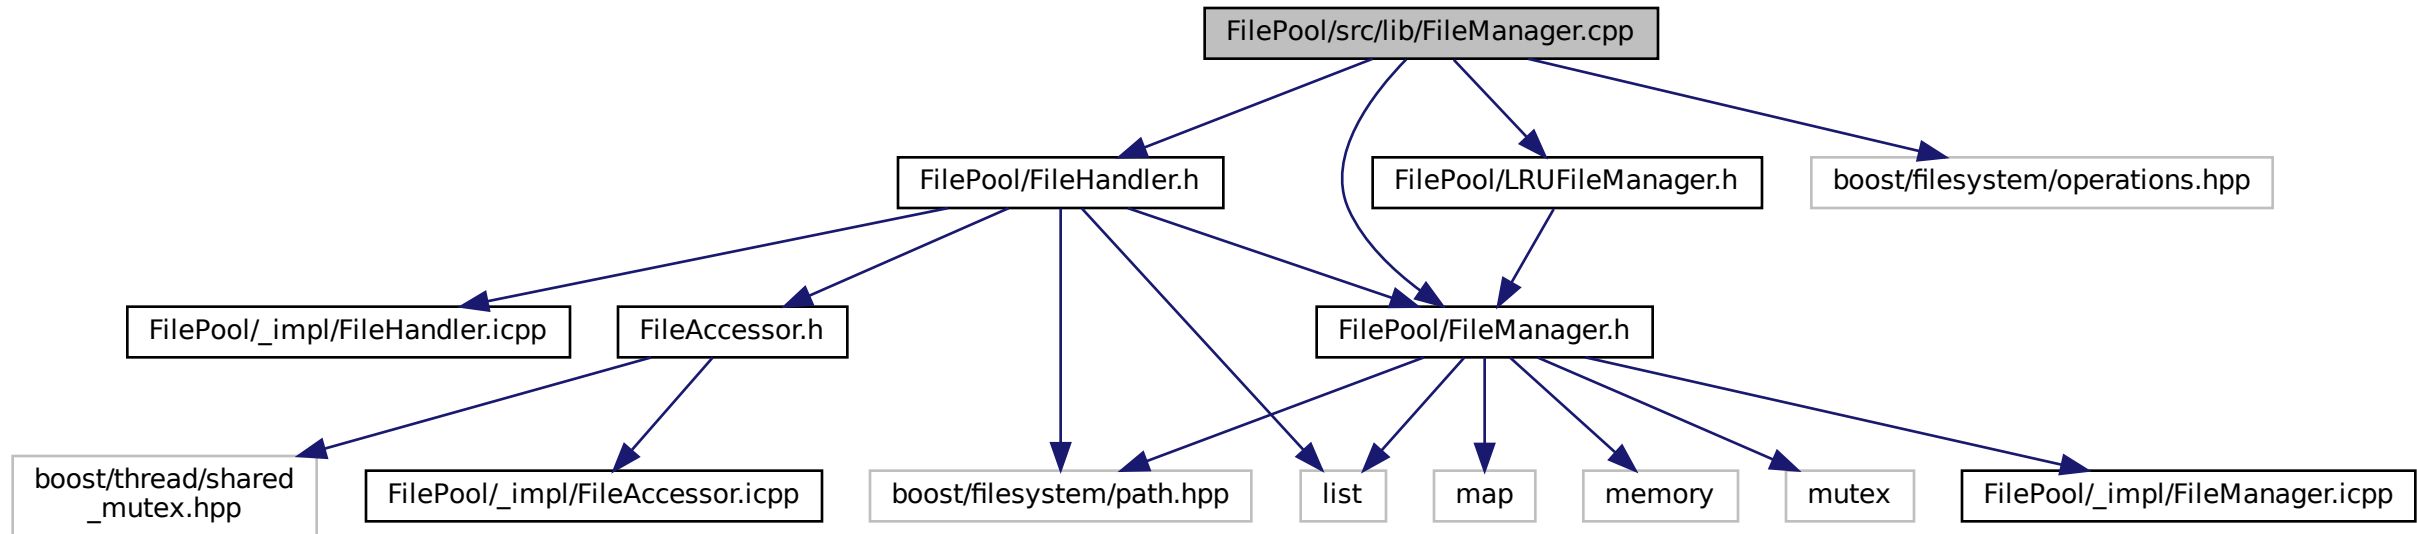 FilePool/src/lib/FileManager.cpp
FilePool/FileHandler.h
FilePool/LRUFileManager.h
boost/filesystem/operations.hpp
FilePool/_impl/FileHandler.icpp
FileAccessor.h
FilePool/FileManager.h
boost/thread/shared
_mutex.hpp
FilePool/_impl/FileAccessor.icpp
boost/filesystem/path.hpp
list
map
memory
mutex
FilePool/_impl/FileManager.icpp